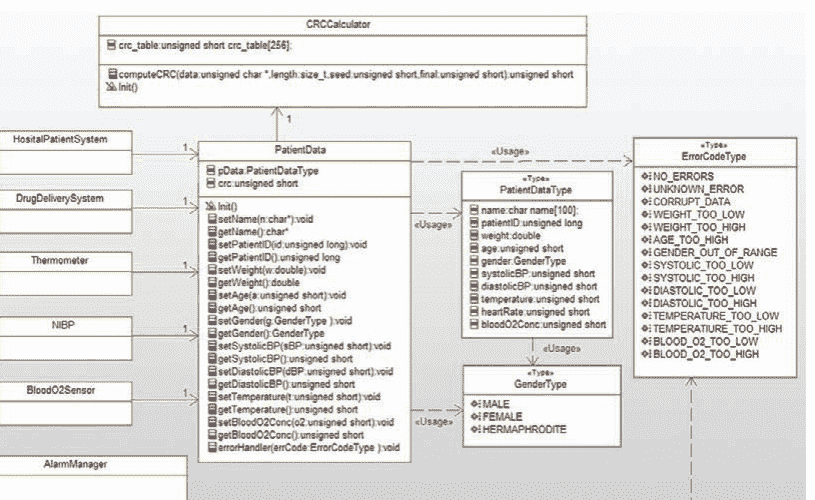 CRCCalculator
crc_table:unsigned short crc_table[256];
computeCRC(data:unsigned char *,length:size_t,seed:unsigned short,final:unsigned short):unsigned short
Init()
1
HositalPatientSystem
1
DrugDeliverySystem
1
Thermometer
1
NIBP
1
BloodO2Sensor
1
AlarmManager
PatientData
pData:PatientDataType
crc:unsigned short
Init()
setName(n:char*):void
getName():char*
setPatientID(id:unsigned long):void
getPatientID():unsigned long
setWeight(w:double):void
getWeight():double
setAge(a:unsigned short):void
getAge():unsigned short
setGender(g:GenderType ):void
getGender():GenderType
setSystolicBP(sBP:unsigned short):void
getSystolicBP():unsigned short
setDiastolicBP(dBP:unsigned short):void
getDiastolicBP():unsigned short
setTemperature(t:unsigned short):void
getTemperature():unsigned short
setBloodO2Conc(o2:unsigned short):void
getBloodO2Conc():unsigned short
errorHandler(errCode:ErrorCodeType ):void
«Usage»
«Usage»
«Usage»
«Type»
PatientDataType
name:char name[100];
patientID:unsigned long
weight:double
age:unsigned short
gender:GenderType
systolicBP:unsigned short
diastolicBP:unsigned short
temperature:unsigned short
heartRate:unsigned short
bloodO2Conc:unsigned short
«Usage»
«Type»
GenderType
MALE
FEMALE
HERMAPHRODITE
«Type»
ErrorCodeType
NO_ERRORS
UNKNOWN_ERROR
CORRUPT_DATA
WEIGHT_TOO_LOW
WEIGHT_TOO_HIGH
AGE_TOO_HIGH
GENDER_OUT_OF_RANGE
SYSTOLIC_TOO_LOW
SYSTOLIC_TOO_HIGH
DIASTOLIC_TOO_LOW
DIASTOLIC_TOO_HIGH
TEMPERATURE_TOO_LOW
TEMPERATIURE_TOO_HIGH
BLOOD_O2_TOO_LOW
BLOOD_O2_TOO_HIGH